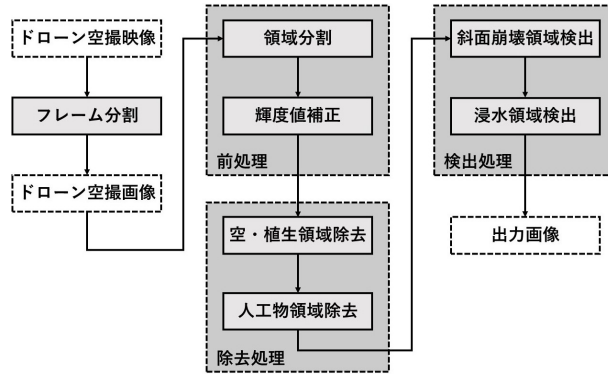 ドローン空撮映像
フレーム分割
ドローン空撮画像
領域分割
輝度値補正
前処理
空・植生領域除去
人工物領域除去
除去処理
斜面崩壊領域検出
浸水領域検出
検出処理
出力画像